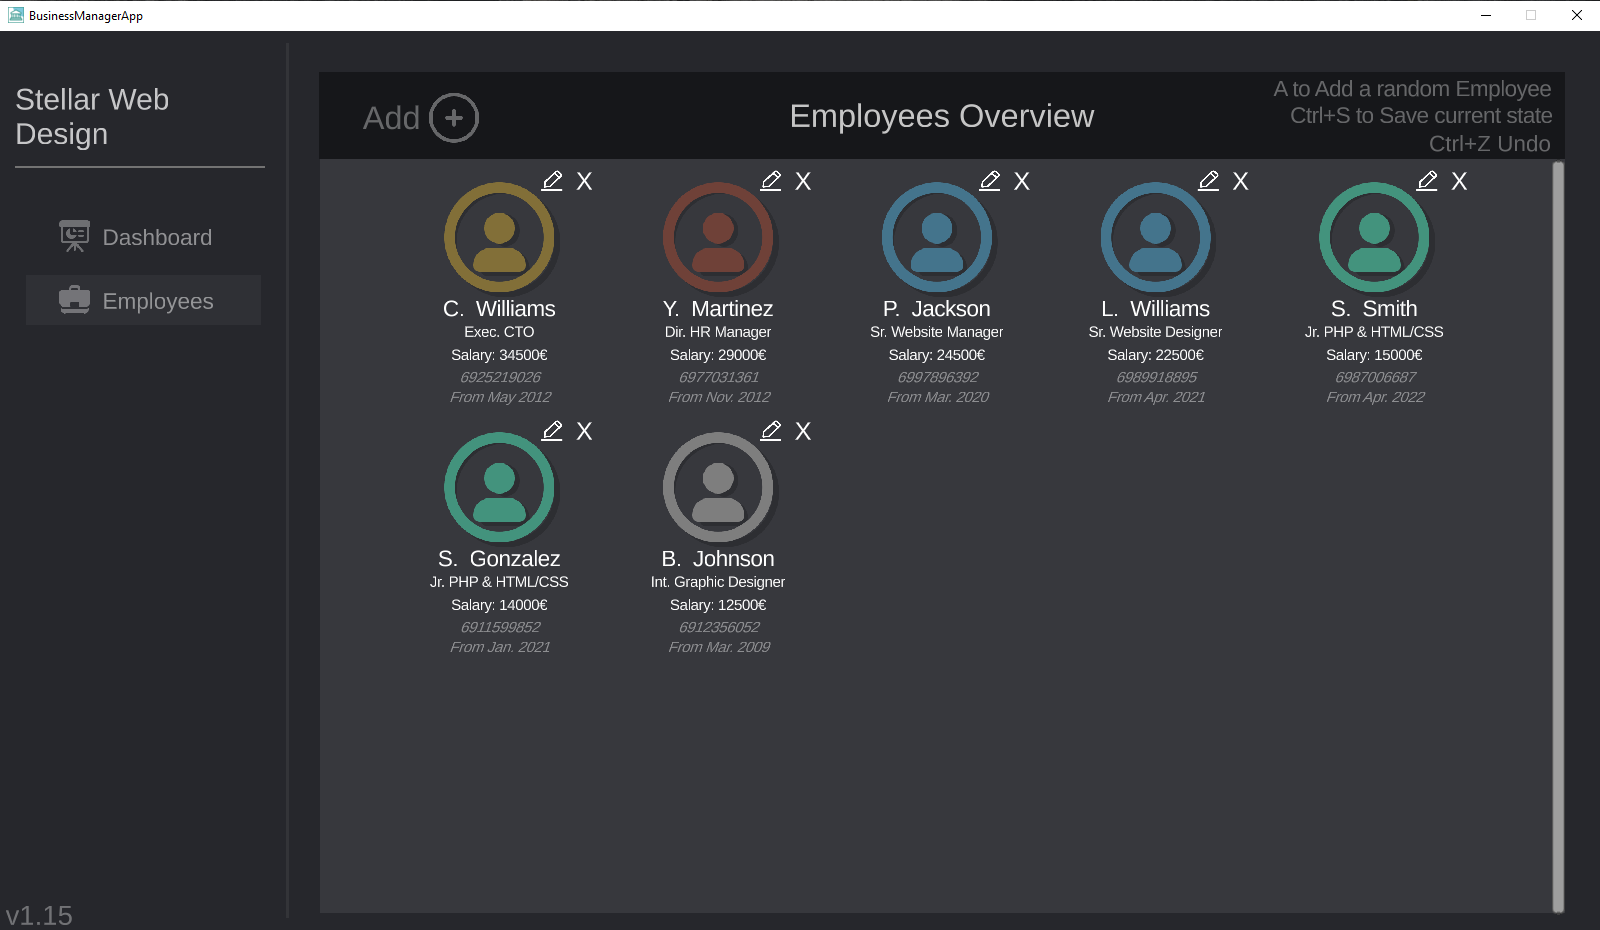 BusinessManagerApp
Stellar Web
Design
Dashboard
Employees
v1.15
Add
Employees Overview
A to Add a random Employee
Ctrl+S to Save current state
Ctrl+Z Undo
X
C. Williams
Exec. CTO
Salary: 34500€
6925219026
From May 2012
X
Y. Martinez
Dir. HR Manager
Salary: 29000€
6977031361
From Nov. 2012
X
P. Jackson
Sr. Website Manager
Salary: 24500€
6997896392
From Mar. 2020
X
L. Williams
Sr. Website Designer
Salary: 22500€
6989918895
From Apr. 2021
X
S. Smith
Jr. PHP & HTML/CSS
Salary: 15000€
6987006687
From Apr. 2022
X
S. Gonzalez
Jr. PHP & HTML/CSS
Salary: 14000€
6911599852
From Jan. 2021
X
B. Johnson
Int. Graphic Designer
Salary: 12500€
6912356052
From Mar. 2009